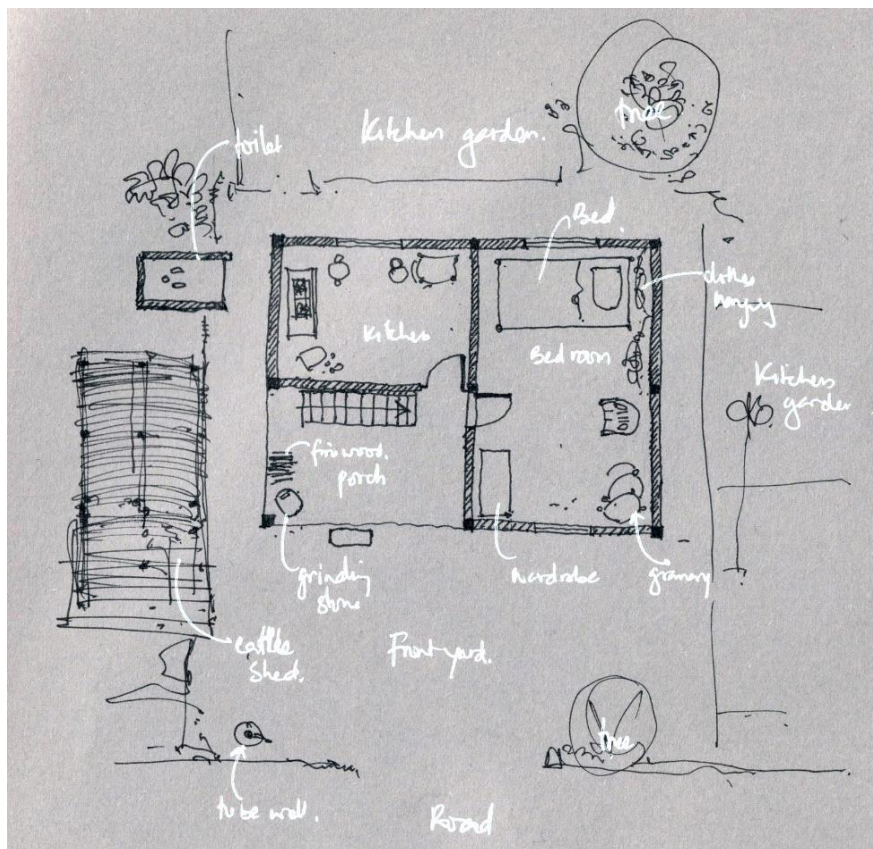 tree
Kitchen garden.
toilet
Bed.
clothes
hanging
Kitchen
Bedroom
Kitchen
garden
firewood.
porch
grinding
stone
wardrobe
granary
cattle
shed.
Front yard.
tree
tube well.
Road